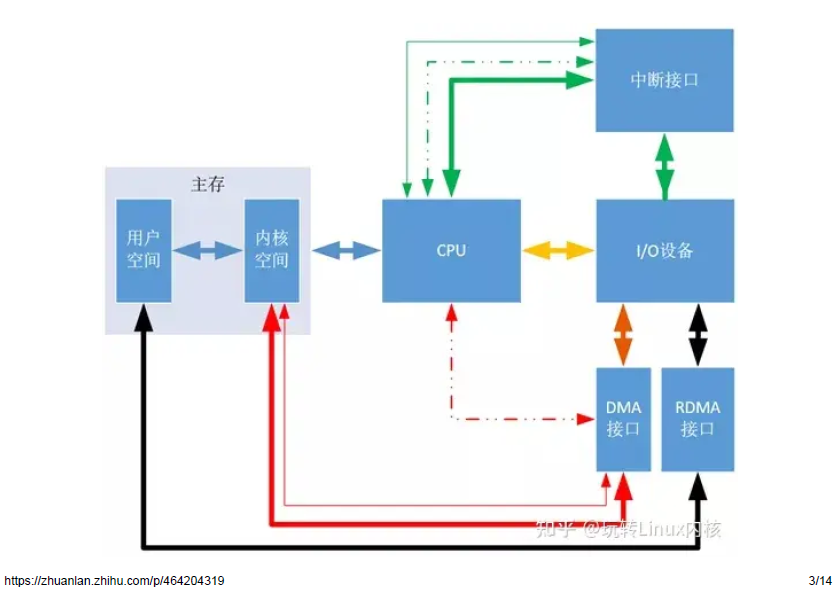 中断接口
主存
用户
空间
内核
空间
CPU
I/O设备
DMA
接口
RDMA
接口
知乎 @玩转Linux内核
https://zhuanlan.zhihu.com/p/464204319
3/14